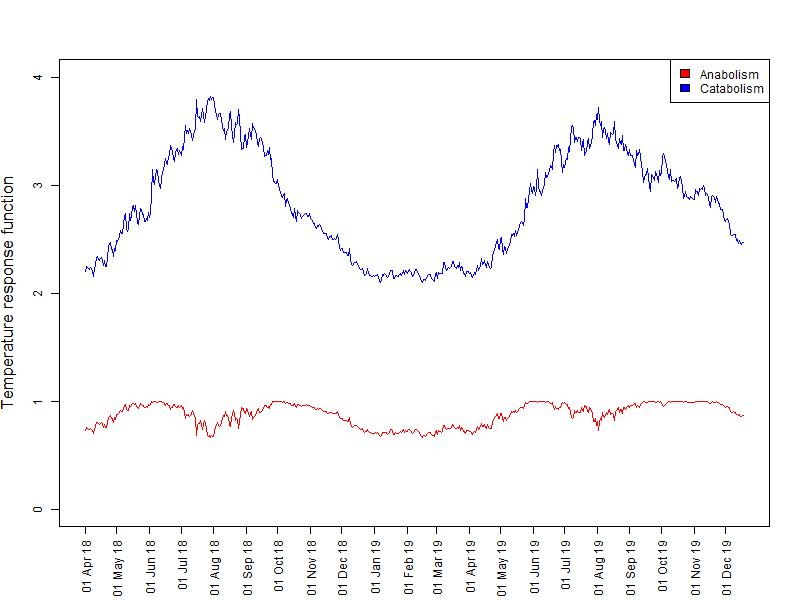 Anabolism
Catabolism
Temperature response function
4
3
2
1
0
01 Apr 18
01 May 18
01 Jun 18
01 Jul 18
01 Aug 18
01 Sep 18
01 Oct 18
01 Nov 18
01 Dec 18
01 Jan 19
01 Feb 19
01 Mar 19
01 Apr 19
01 May 19
01 Jun 19
01 Jul 19
01 Aug 19
01 Sep 19
01 Oct 19
01 Nov 19
01 Dec 19